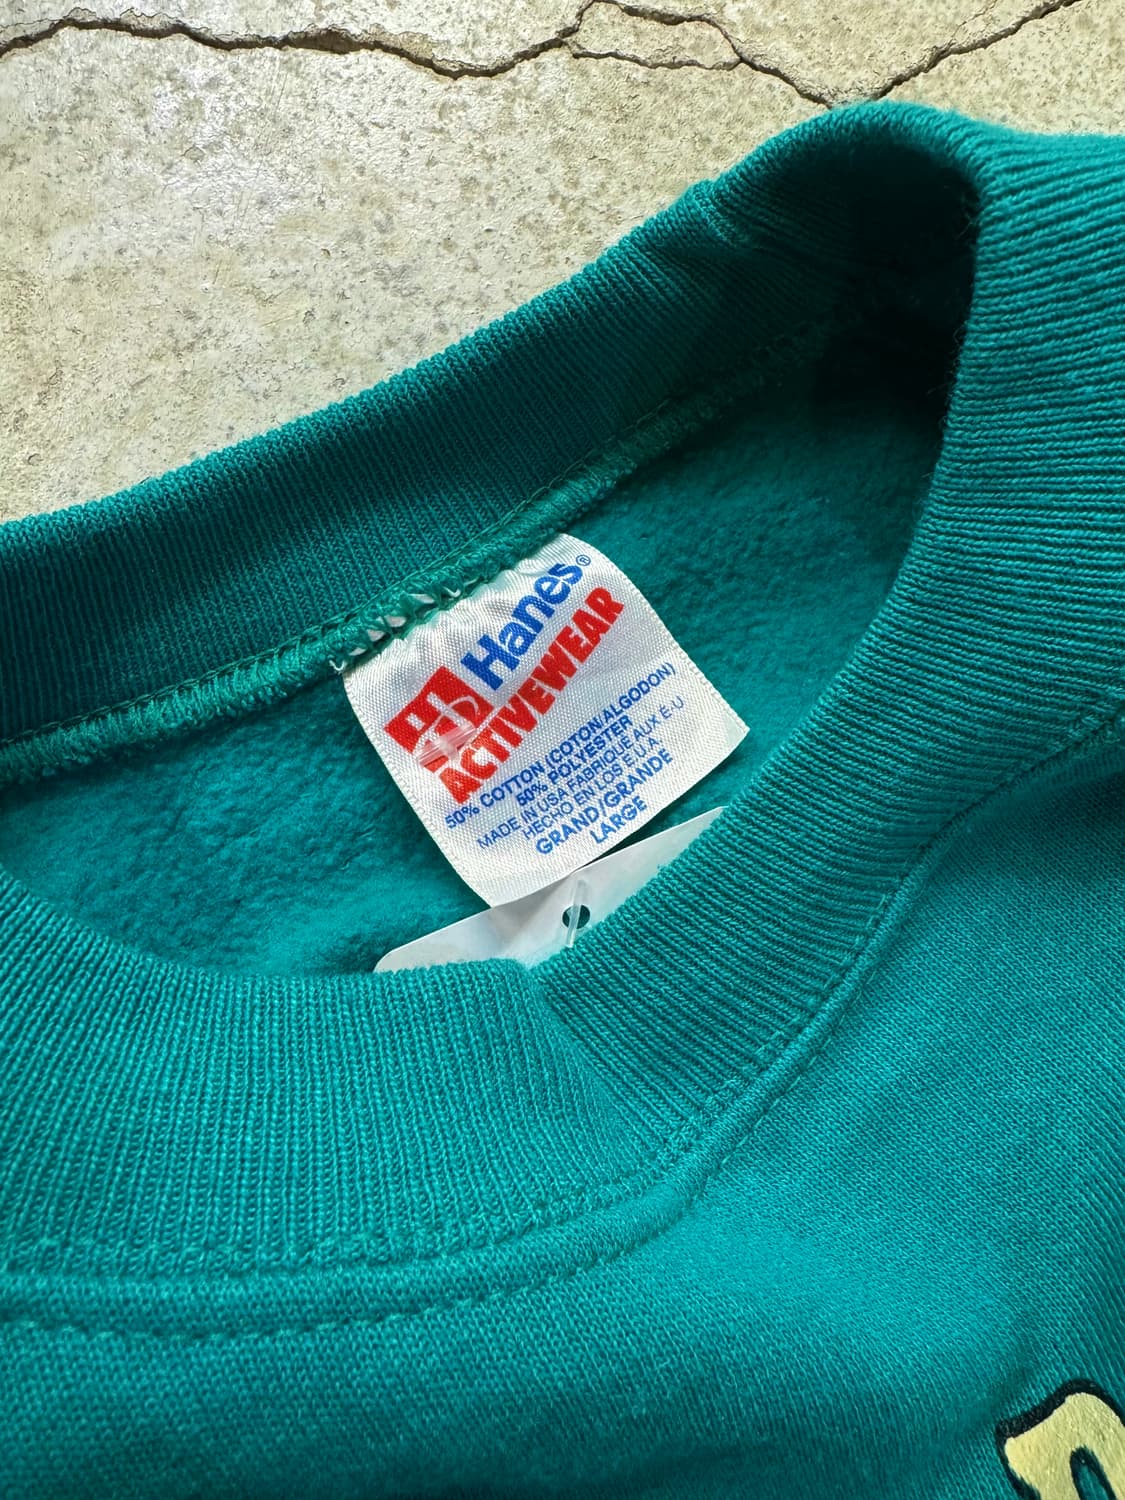 Hanes®
ACTIVEWEAR
50% COTTON (COTON/ALGODON)
50% POLYESTER
MADE IN USA FABRIQUE AUX E-U
HECHO EN LOS E.U.A.
GRAND/GRANDE
LARGE